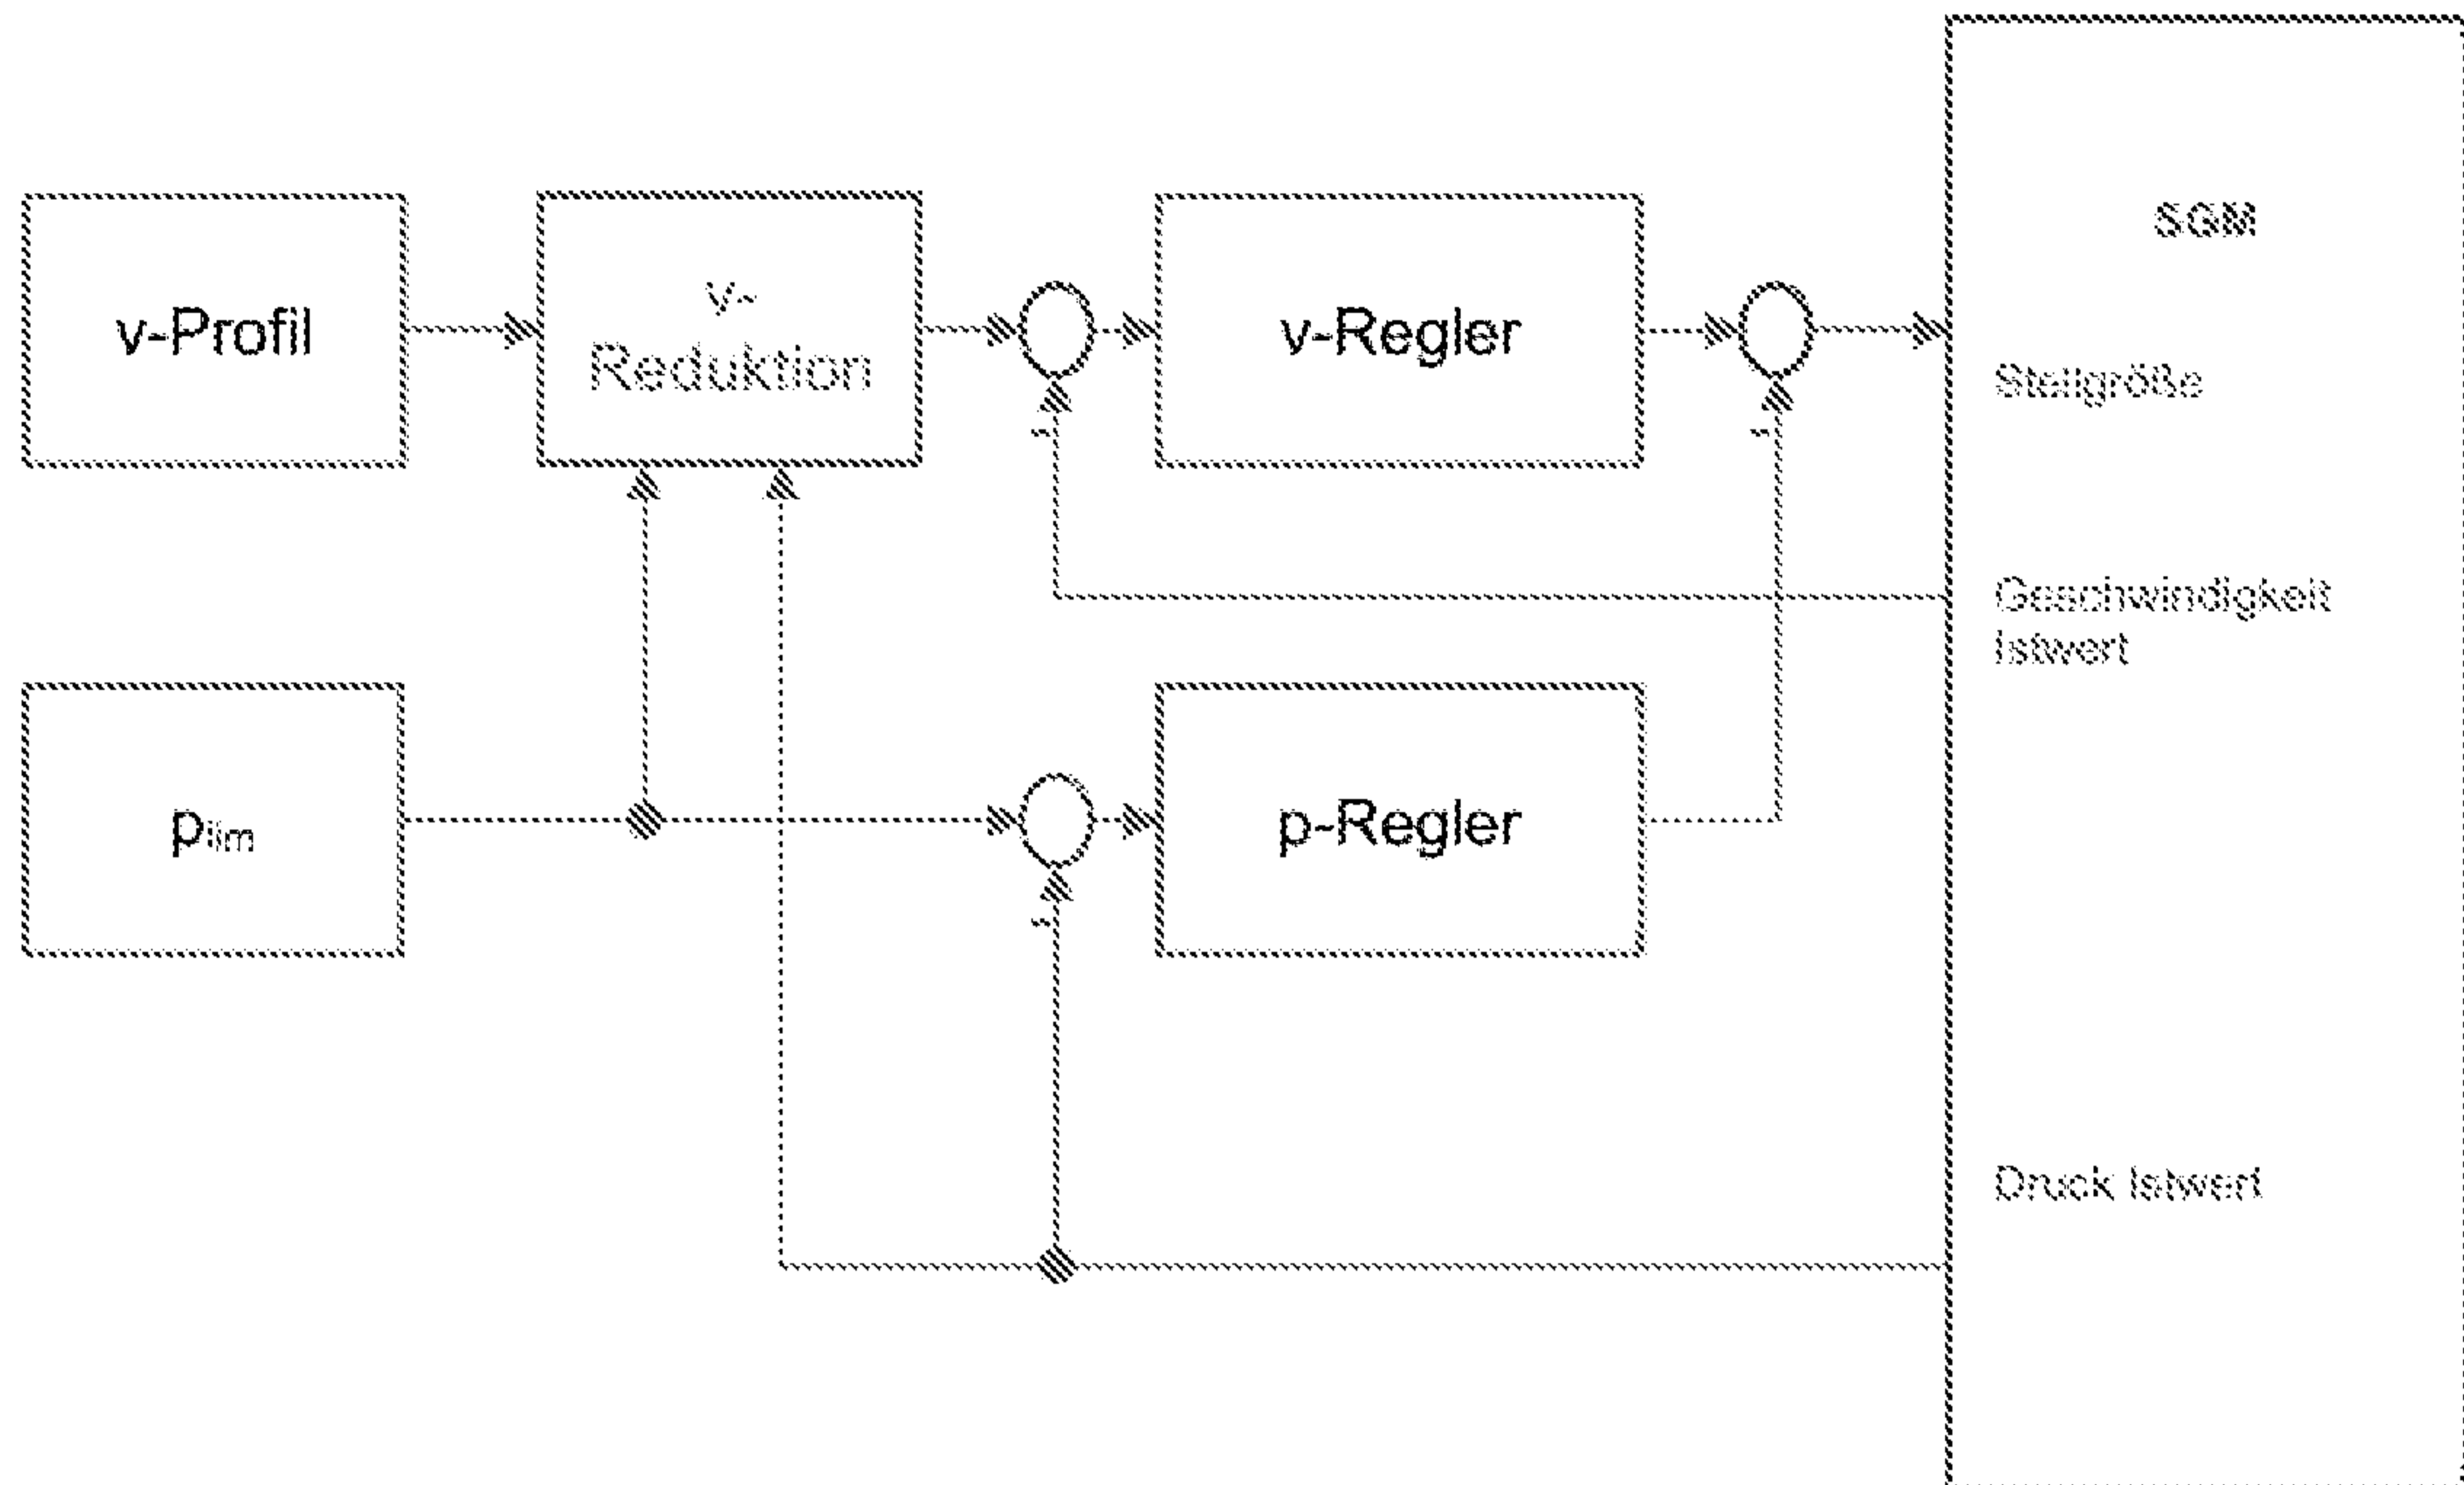 SGM
v-Profil
v-
Reduktion
v-Regler
Stellgröße
-
-
Geschwindigkeit
Istwert
plim
p-Regler
-
Druck Istwert